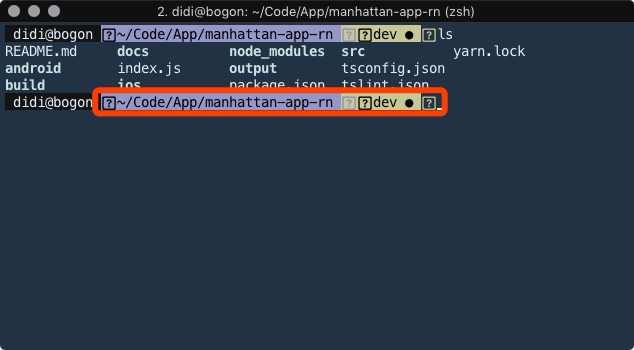 2. didi@bogon: ~/Code/App/manhattan-app-rn (zsh)
didi@bogon ~/Code/App/manhattan-app-rn dev ● ls
README.md docs node_modules src yarn.lock
android index.js output tsconfig.json
build ios package.json tslint.json
didi@bogon ~/Code/App/manhattan-app-rn dev ●